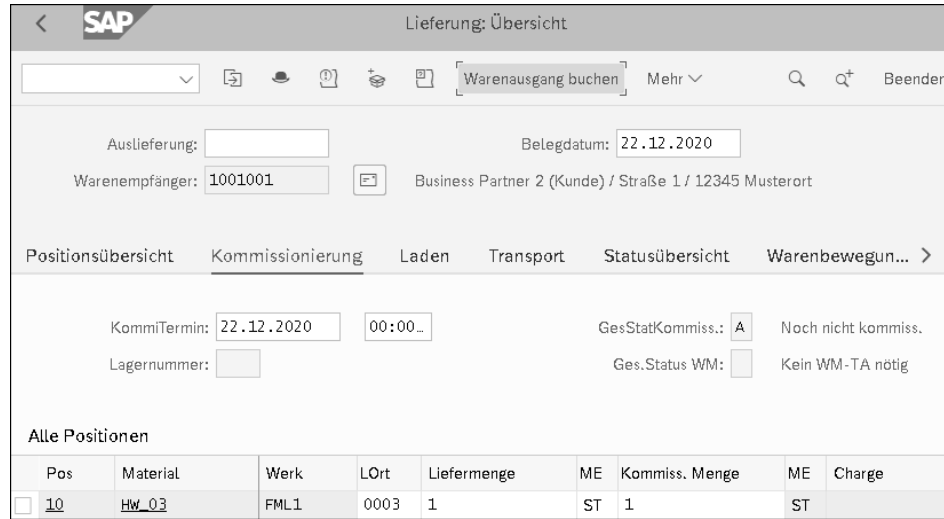 SAP Lieferung: Übersicht
Warenausgang buchen Mehr Beenden
Auslieferung: Belegdatum: 22.12.2020
Warenempfänger: 1001001 Business Partner 2 (Kunde) / Straße 1 / 12345 Musterort
Positionsübersicht Kommissionierung Laden Transport Statusübersicht Warenbewegun...
KommiTermin: 22.12.2020 00:00… GesStatKommiss.: A Noch nicht kommiss.
Lagernummer: Ges.Status WM: Kein WM-TA nötig
Alle Positionen
Pos Material Werk LOrt Liefermenge ME Kommiss. Menge ME Charge
10 HW_03 FML1 0003 1 ST 1 ST